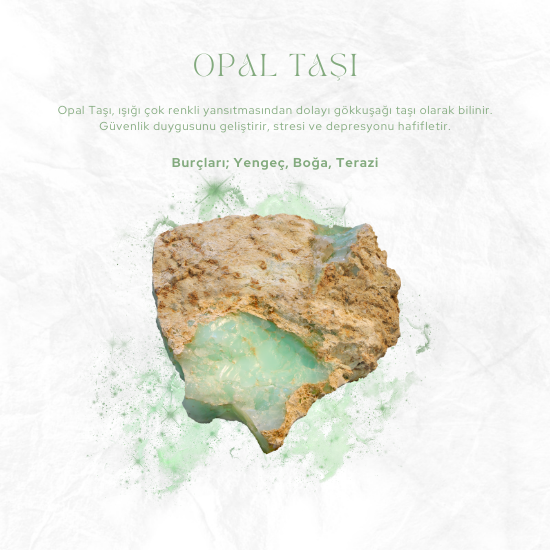 OPAL TAŞI
Opal Taşı, ışığı çok renkli yansıtmasından dolayı gökkuşağı taşı olarak bilinir.
Güvenlik duygusunu geliştirir, stresi ve depresyonu hafifletir.
Burçları; Yengeç, Boğa, Terazi